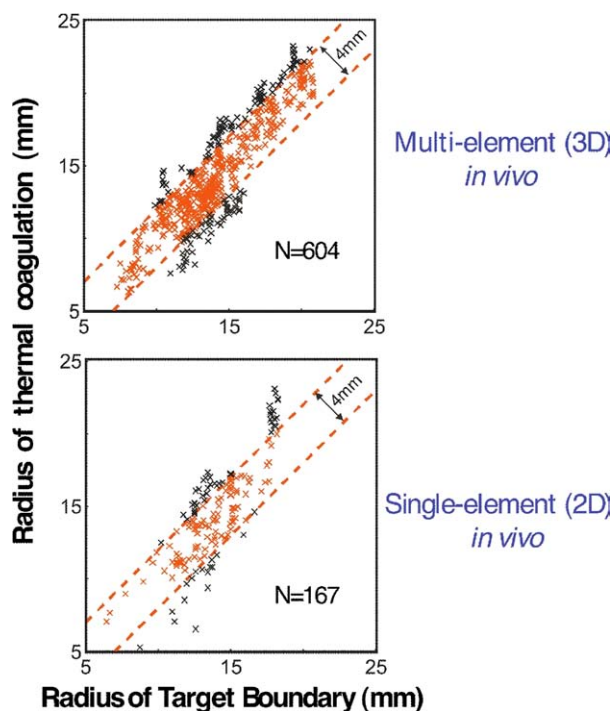 25
4mm
15
N=604
5
5
15
25
Multi-element (3D)
in vivo
Radius of thermal coagulation (mm)
25
4mm
15
N=167
5
5
15
25
Single-element (2D)
in vivo
Radius of Target Boundary (mm)